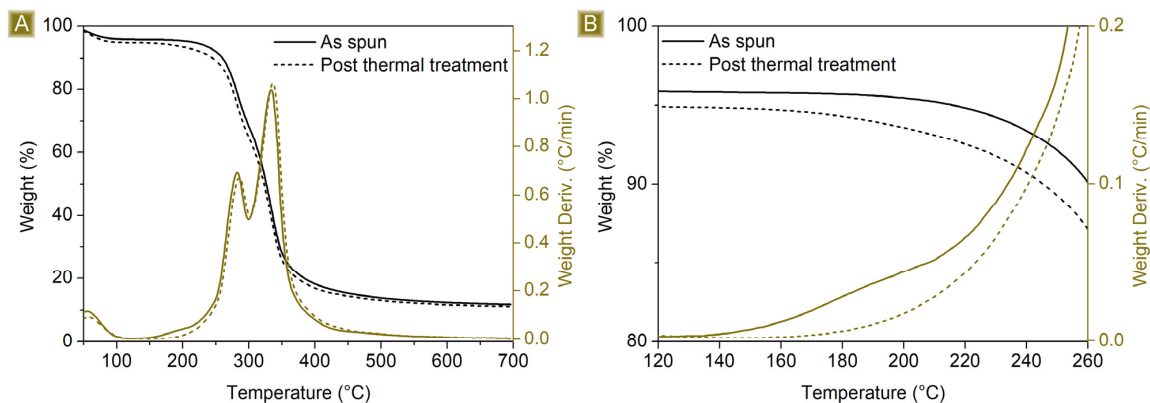 A
As spun
Post thermal treatment
Weight (%)
100
80
60
40
20
0
1.2
1.0
0.8
0.6
0.4
0.2
0.0
Weight Deriv. (°C/min)
100 200 300 400 500 600 700
Temperature (°C)
B
As spun
Post thermal treatment
Weight (%)
100
90
80
0.2
0.1
0.0
Weight Deriv. (°C/min)
120 140 160 180 200 220 240 260
Temperature (°C)